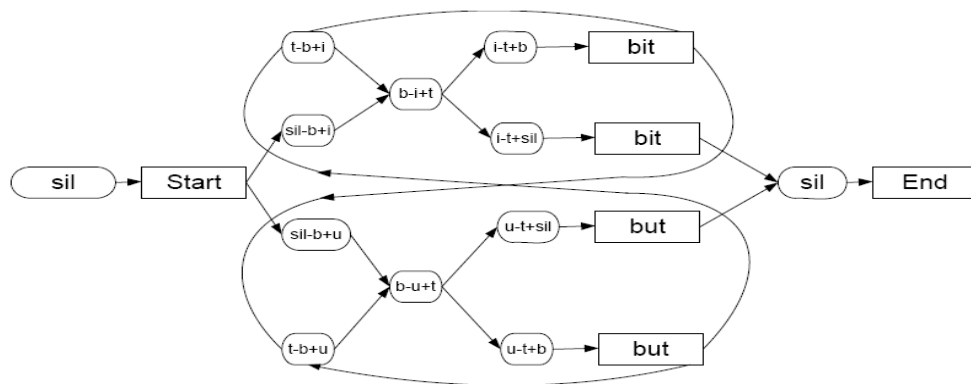 t-b+i
i-t+b
bit
b-i+t
sil-b+i
i-t+sil
bit
sil
Start
sil
End
sil-b+u
u-t+sil
but
b-u+t
t-b+u
u-t+b
but